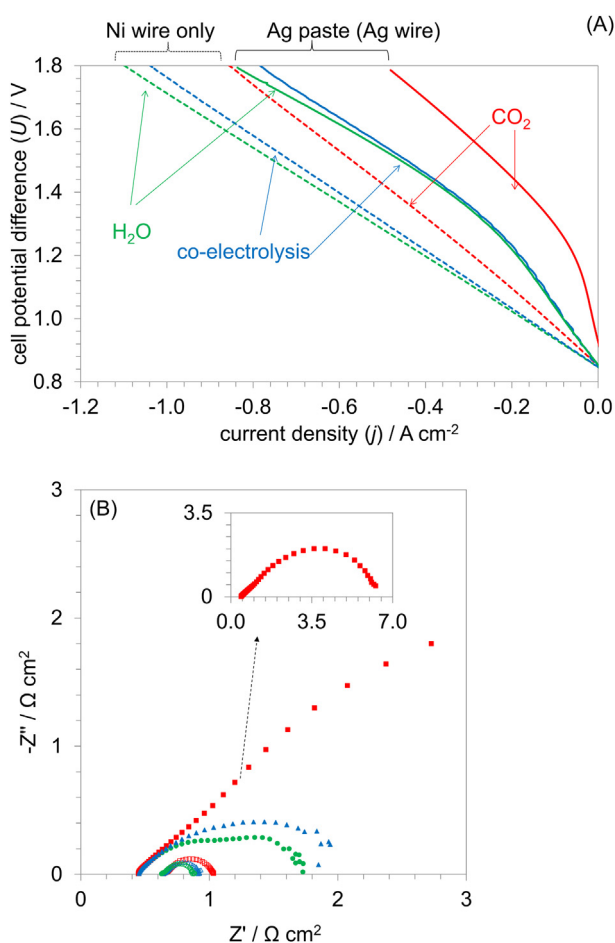 Ni wire only Ag paste (Ag wire) (A)
1.8
1.6
1.4
1.2
1.0
0.8
cell potential difference (U) / V
CO2
H2O
co-electrolysis
-1.2 -1.0 -0.8 -0.6 -0.4 -0.2 0.0
current density (j) / A cm-2
(B)
3
2
1
0
-Z" / Ω cm2
3.5
0
0.0 3.5 7.0
0 1 2 3
Z' / Ω cm2